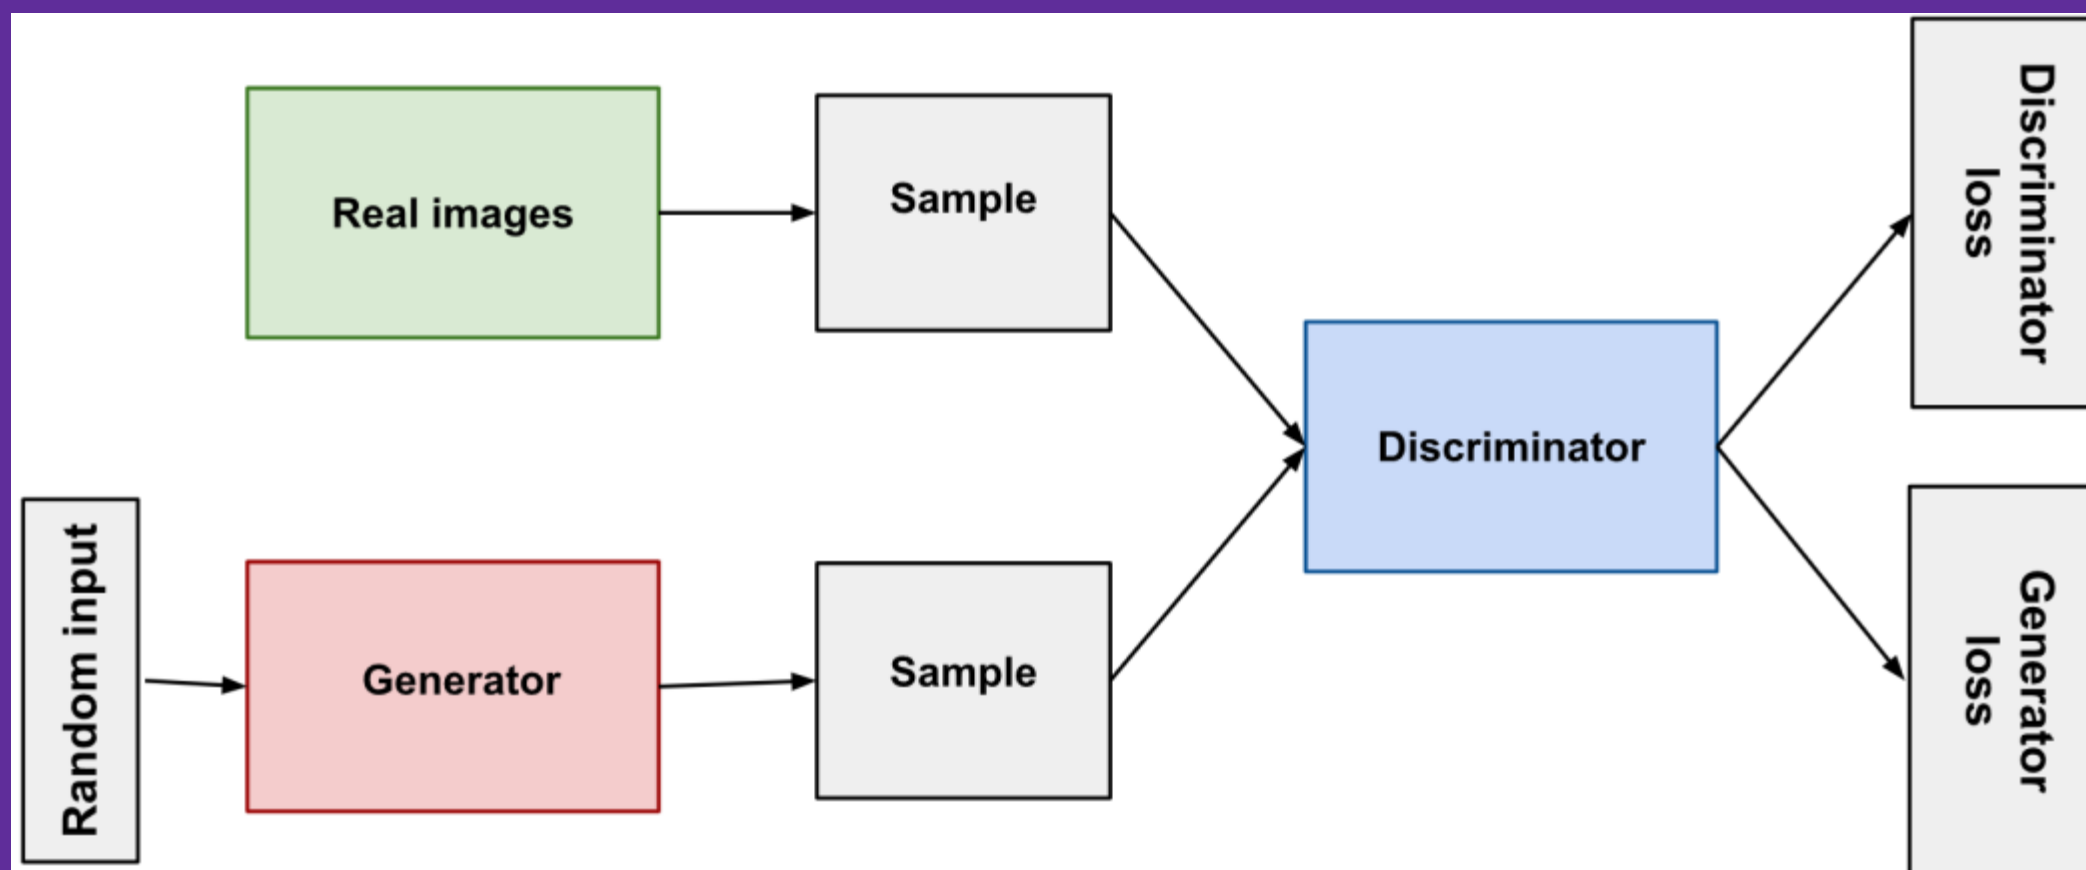 Real images
Sample
Discriminator
loss
Discriminator
Random input
Generator
Sample
Generator
loss